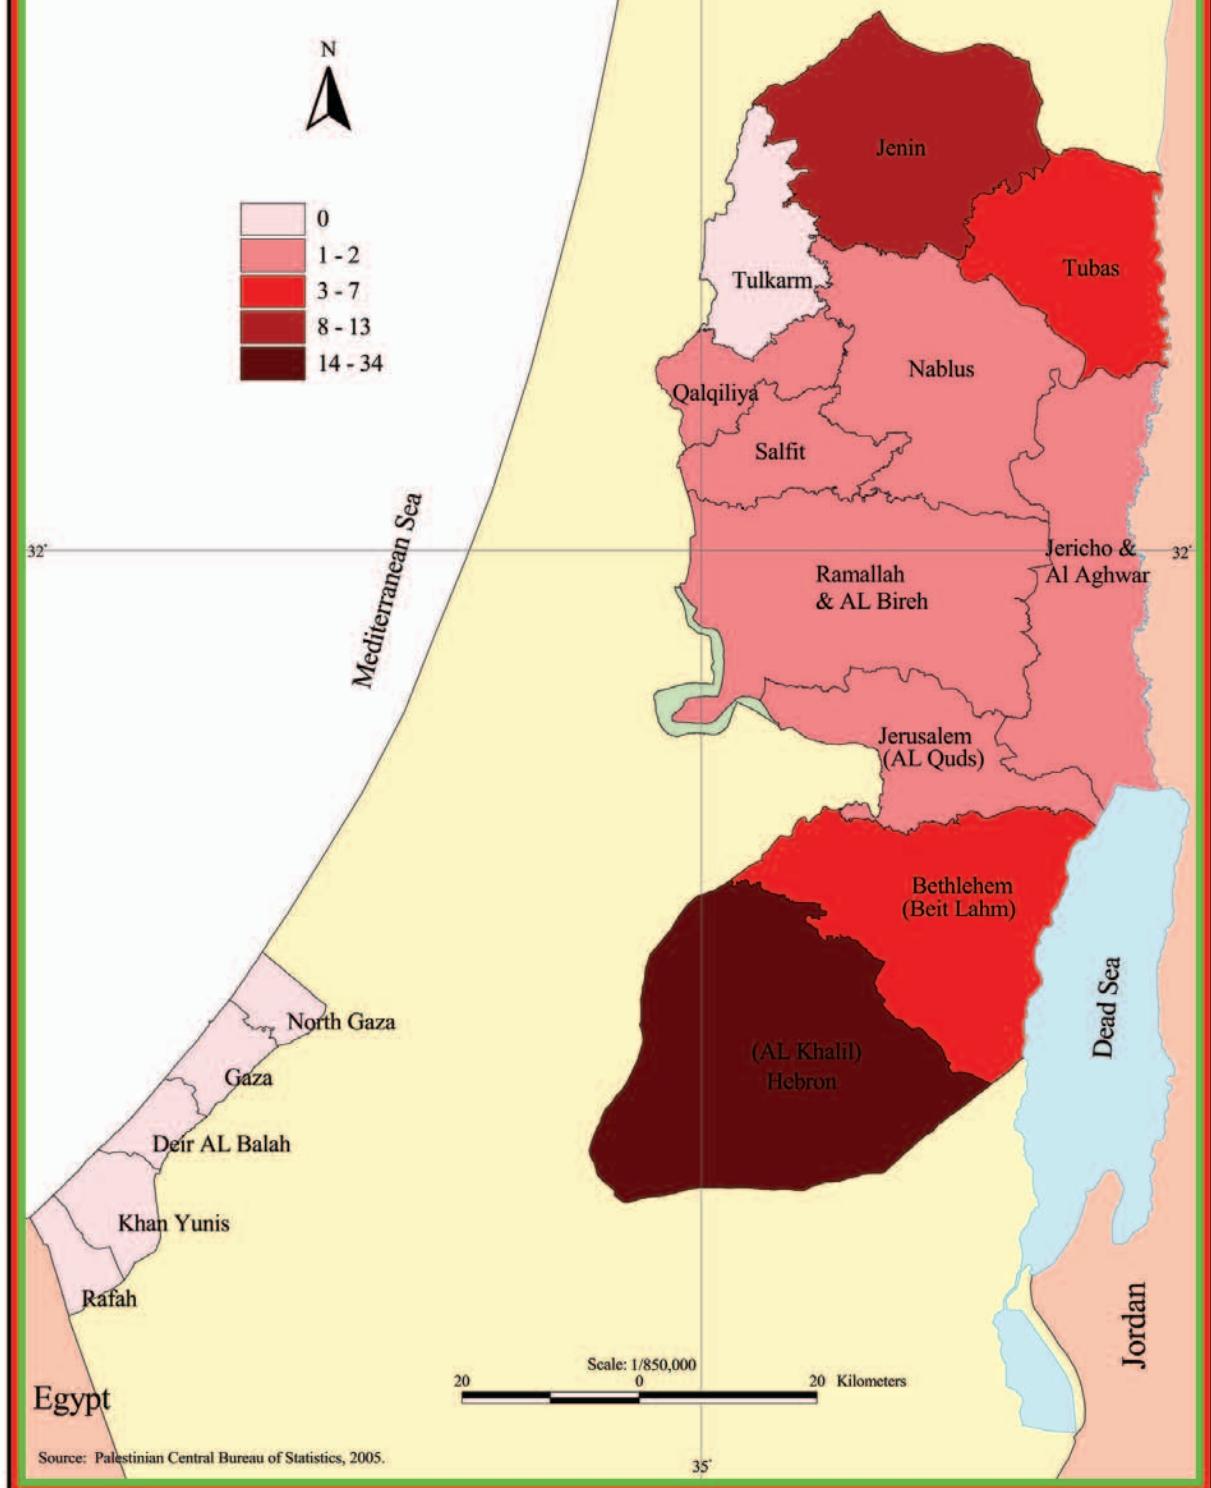 N
0
1 - 2
3 - 7
8 - 13
14 - 34
Jenin
Tubas
Tulkarm
Nablus
Qalqiliya
Salfit
Mediterranean Sea
32°
Jericho &
Al Aghwar
32°
Ramallah
& AL Bireh
Jerusalem
(AL Quds)
Bethlehem
(Beit Lahm)
Dead Sea
North Gaza
(AL Khalil)
Hebron
Gaza
Deir AL Balah
Khan Yunis
Rafah
Jordan
Scale: 1/850,000
20 0 20 Kilometers
Egypt
Source: Palestinian Central Bureau of Statistics, 2005.
35°